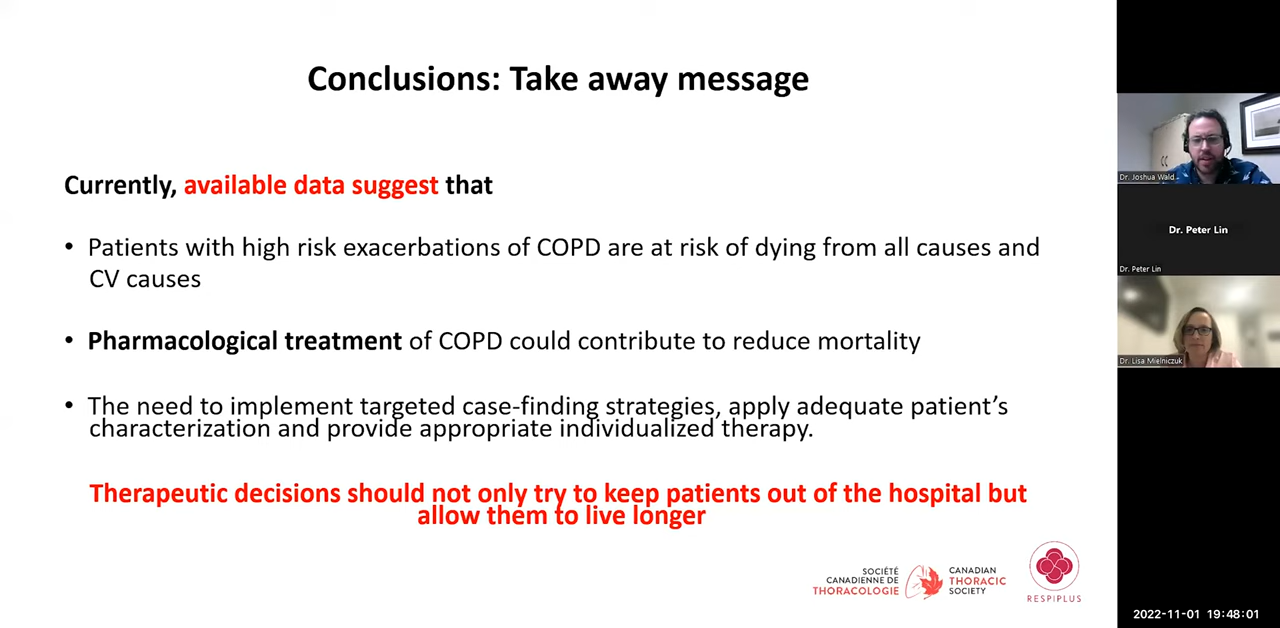 Conclusions: Take away message
Currently, available data suggest that
• Patients with high risk exacerbations of COPD are at risk of dying from all causes and
CV causes
• Pharmacological treatment of COPD could contribute to reduce mortality
• The need to implement targeted case-finding strategies, apply adequate patient’s
characterization and provide appropriate individualized therapy.
Therapeutic decisions should not only try to keep patients out of the hospital but
allow them to live longer
SOCIÉTÉ
CANADIENNE DE
THORACOLOGIE
CANADIAN
THORACIC
SOCIETY
RESPIPLUS
Dr. Joshua Wald
Dr. Peter Lin
Dr. Peter Lin
Dr. Lisa Mielniczuk
2022-11-01 19:48:01